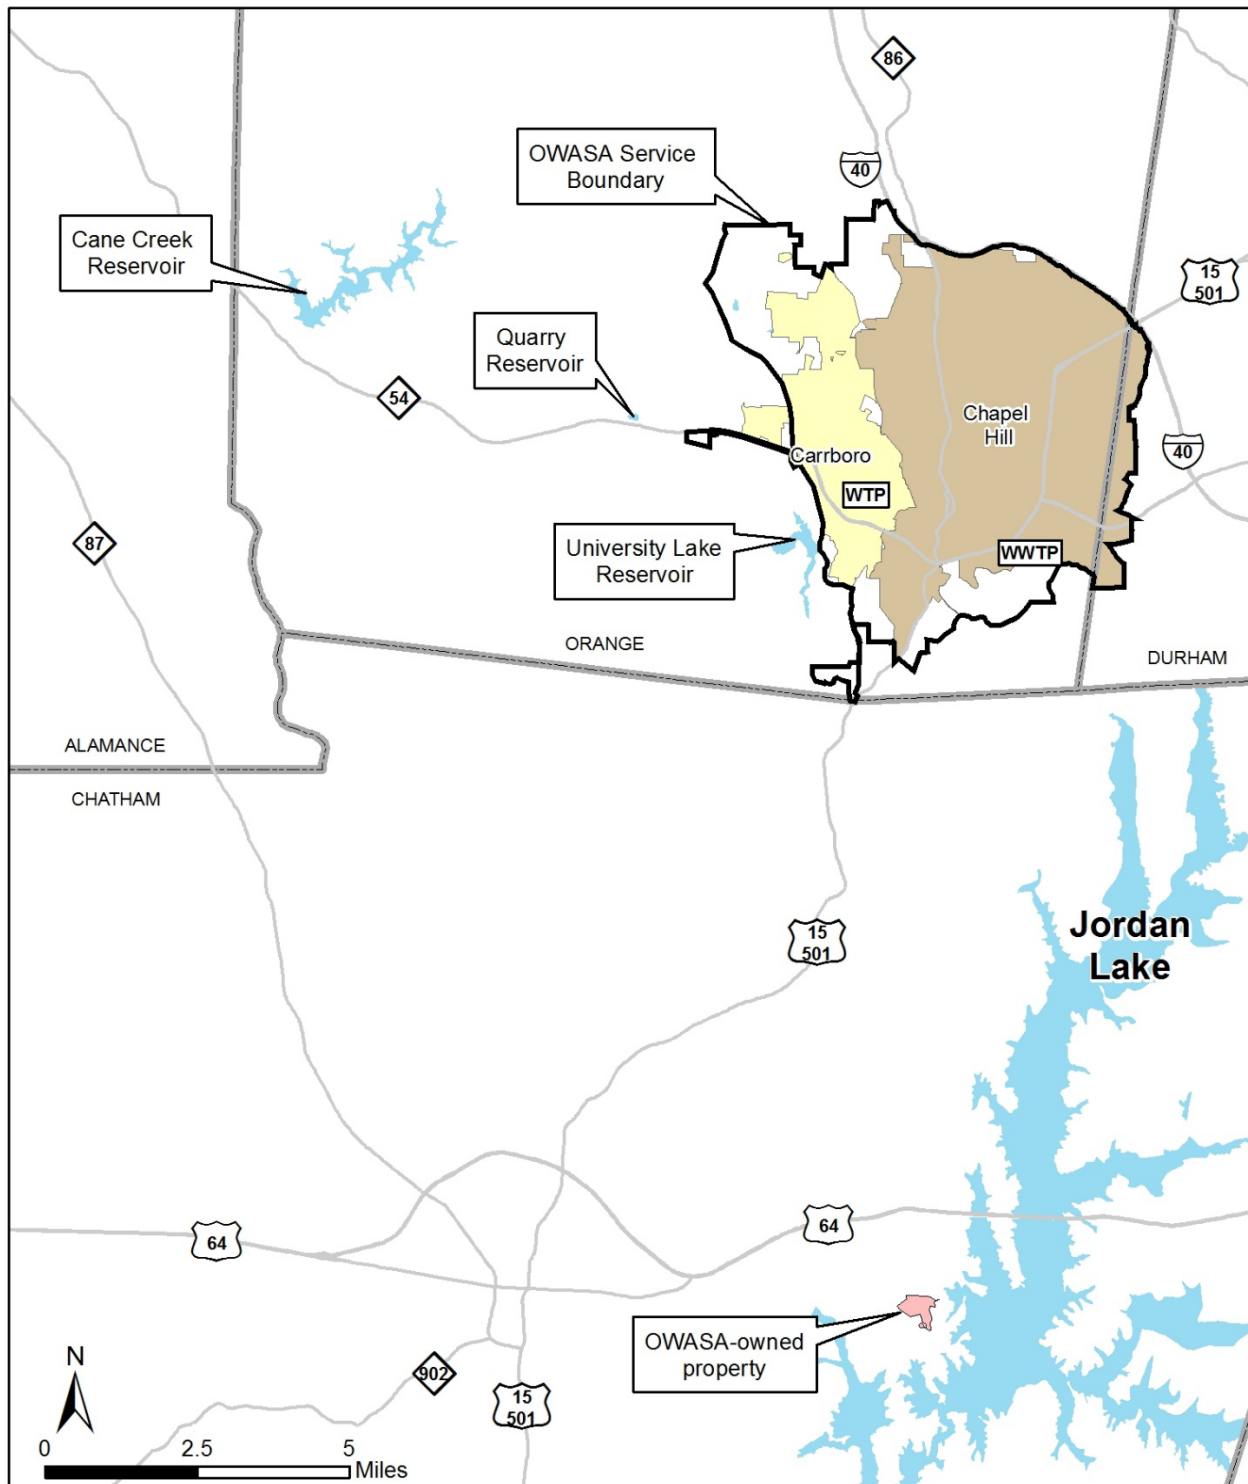 86
OWASA Service
Boundary
40
Cane Creek
Reservoir
15
501
Quarry
Reservoir
54
Chapel
Hill
Carrboro
40
WTP
87
University Lake
Reservoir
WWTP
ORANGE
DURHAM
ALAMANCE
CHATHAM
15
501
Jordan
Lake
64
64
OWASA-owned
property
N
902
15
501
0 2.5 5
Miles